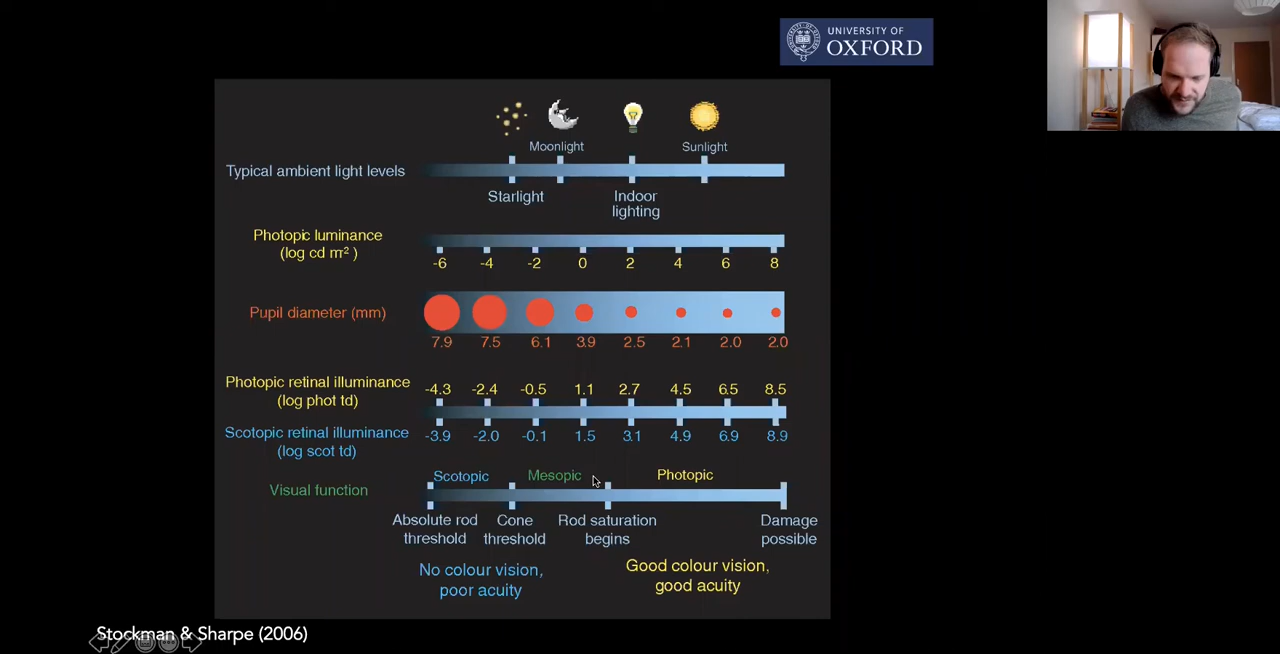 UNIVERSITY OF
OXFORD
Moonlight
Sunlight
Typical ambient light levels
Starlight
Indoor
lighting
Photopic luminance
(log cd m⁻² )
-6 -4 -2 0 2 4 6 8
Pupil diameter (mm)
7.9 7.5 6.1 3.9 2.5 2.1 2.0 2.0
Photopic retinal illuminance
(log phot td)
-4.3 -2.4 -0.5 1.1 2.7 4.5 6.5 8.5
Scotopic retinal illuminance
(log scot td)
-3.9 -2.0 -0.1 1.5 3.1 4.9 6.9 8.9
Scotopic Mesopic Photopic
Visual function
Absolute rod
threshold
Cone
threshold
Rod saturation
begins
Damage
possible
No colour vision,
poor acuity
Good colour vision,
good acuity
Stockman & Sharpe (2006)